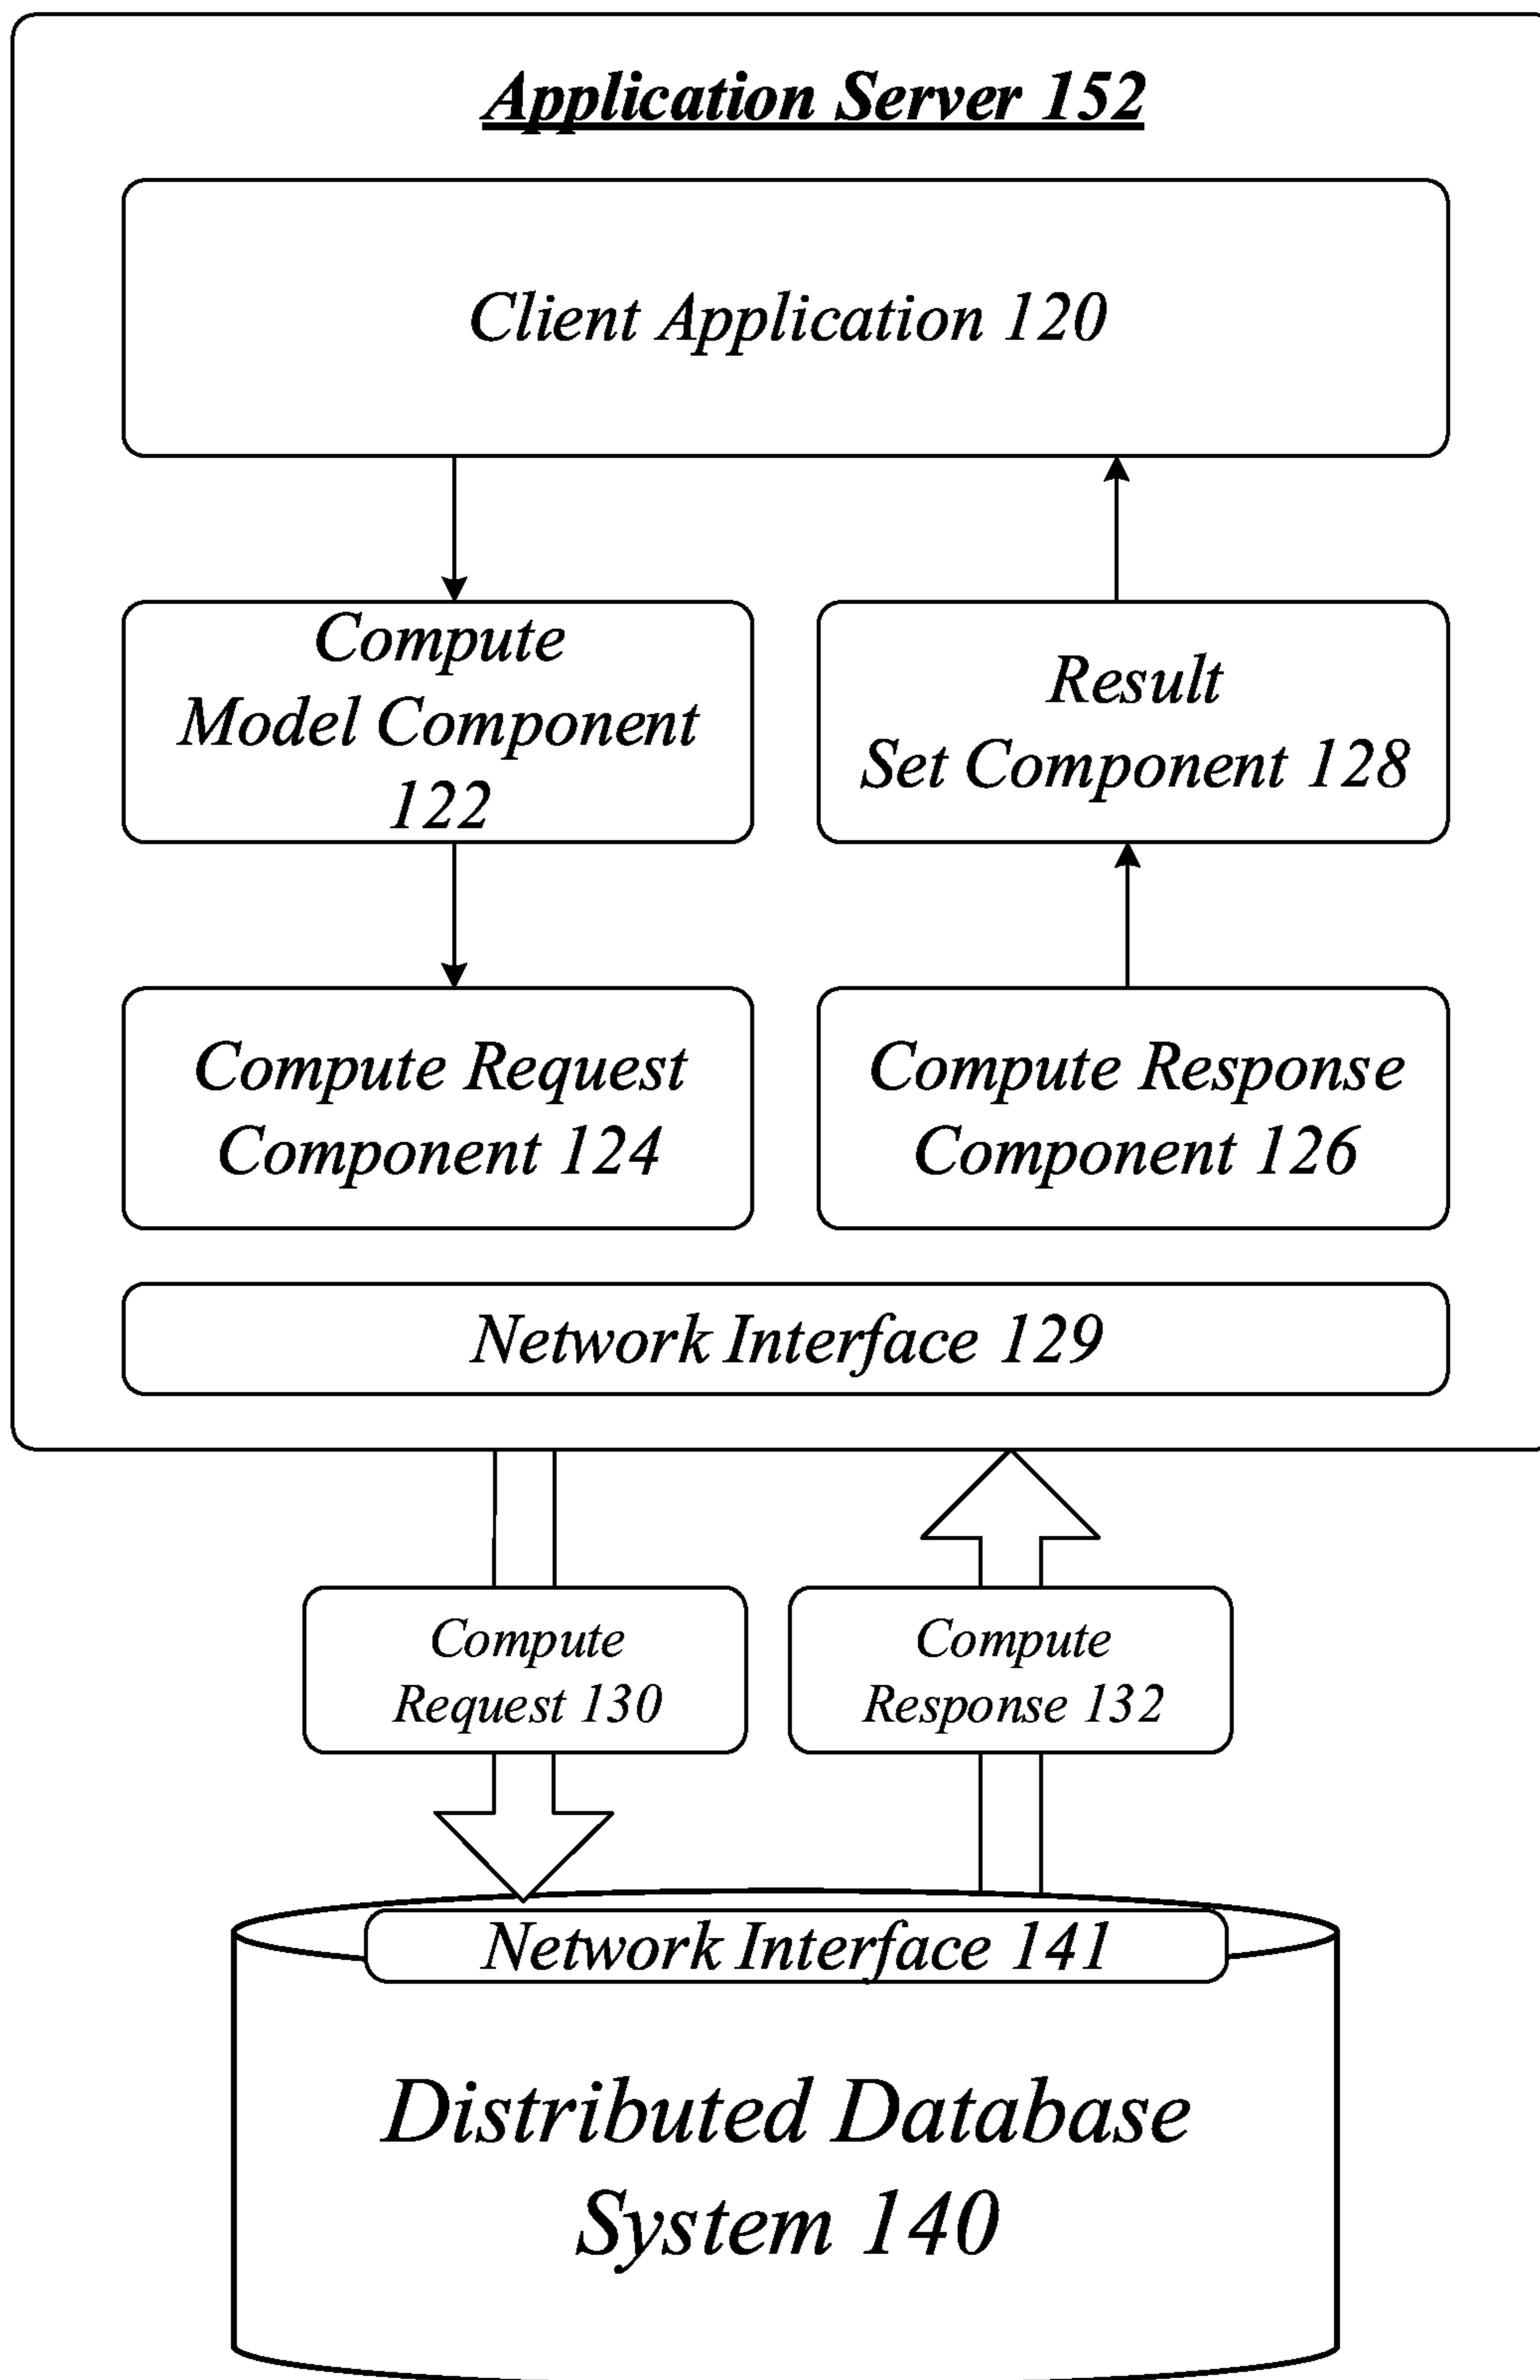 Application Server 152
Client Application 120
Compute
Model Component
122
Result
Set Component 128
Compute Request
Component 124
Compute Response
Component 126
Network Interface 129
Compute
Request 130
Compute
Response 132
Network Interface 141
Distributed Database
System 140